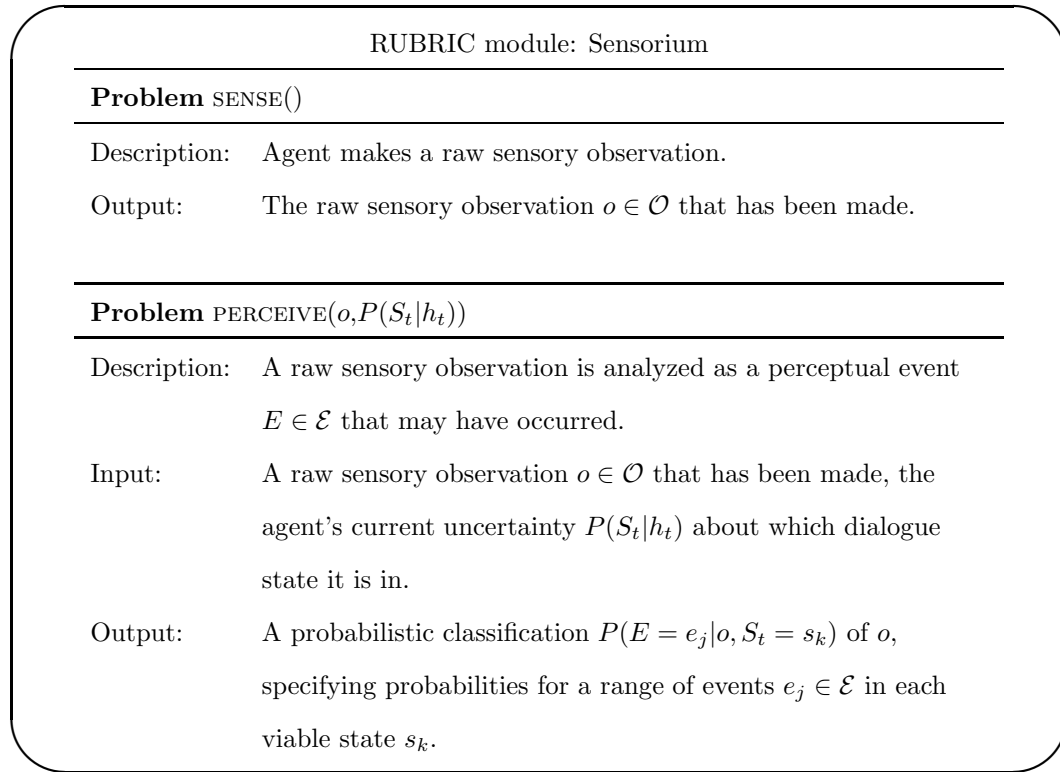 RUBRIC module: Sensorium
Problem SENSE()
Description: Agent makes a raw sensory observation.
Output: The raw sensory observation o ∈ 𝒪 that has been made.
Problem PERCEIVE(o,P(S_t|h_t))
Description: A raw sensory observation is analyzed as a perceptual event
E ∈ ℰ that may have occurred.
Input: A raw sensory observation o ∈ 𝒪 that has been made, the
agent's current uncertainty P(S_t|h_t) about which dialogue
state it is in.
Output: A probabilistic classification P(E = e_j|o, S_t = s_k) of o,
specifying probabilities for a range of events e_j ∈ ℰ in each
viable state s_k.